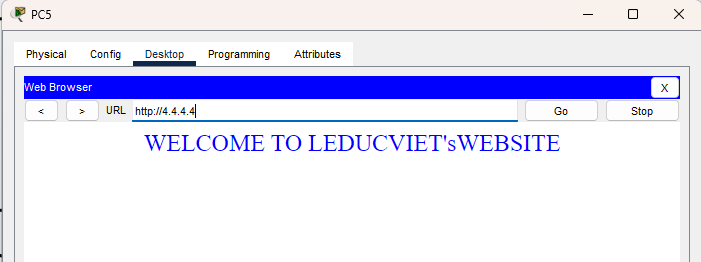 PC5
Physical Config Desktop Programming Attributes
Web Browser X
< > URL http://4.4.4.4 Go Stop
WELCOME TO LEDUCVIET'sWEBSITE